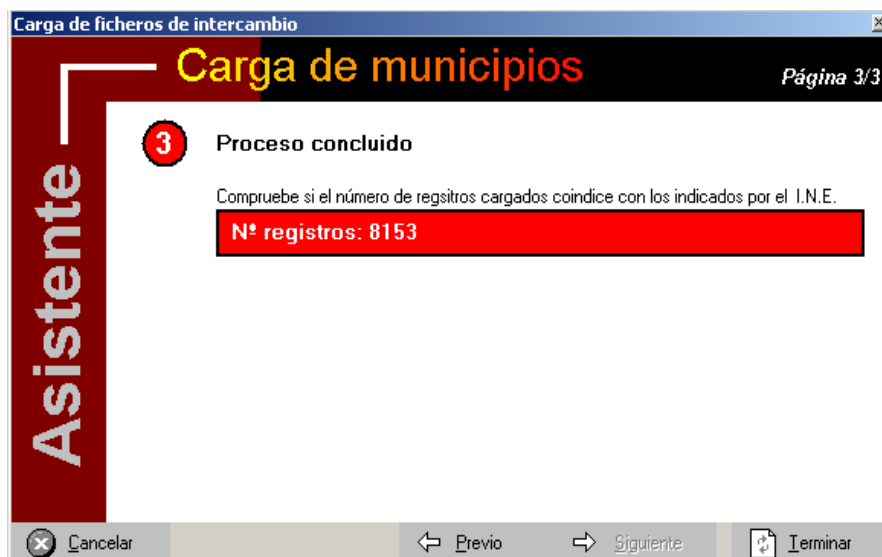 Carga de ficheros de intercambio
Carga de municipios
Página 3/3
Asistente
3
Proceso concluido
Compruebe si el número de regsitros cargados coindice con los indicados por el I.N.E.
Nº registros: 8153
Cancelar
Previo
Siguiente
Terminar